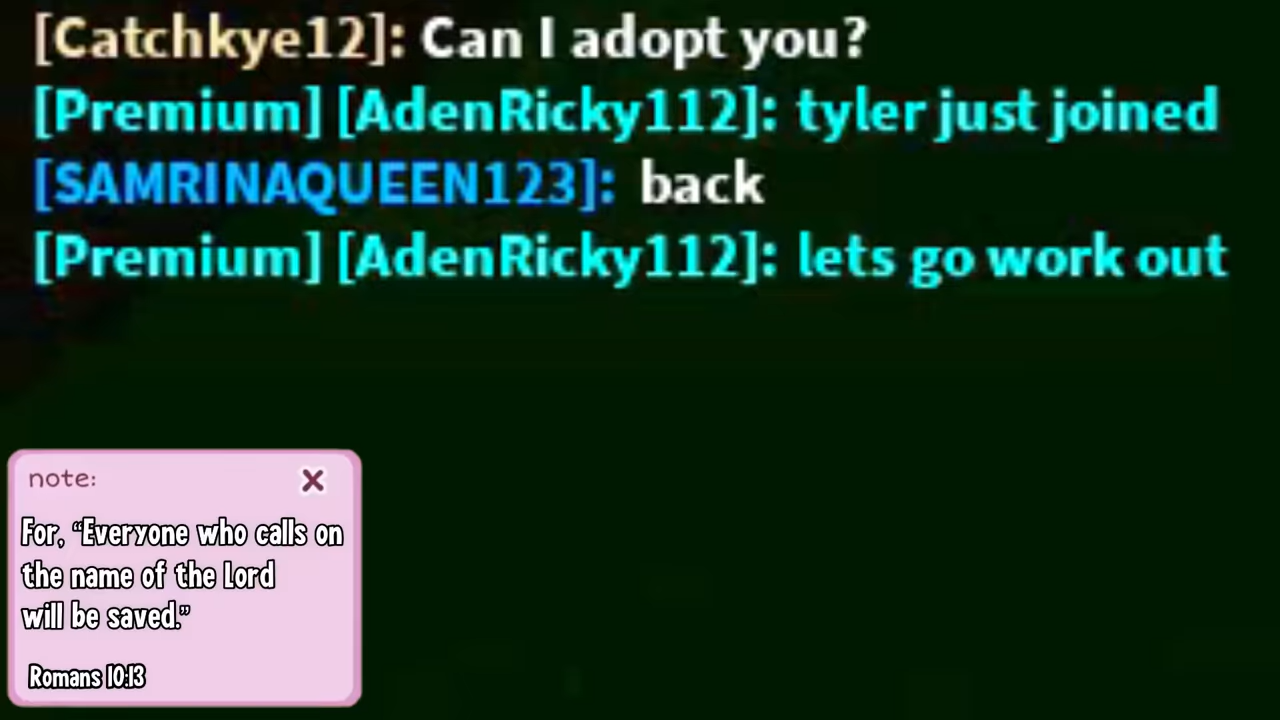 [Catchkye12]: Can I adopt you?
[Premium] [AdenRicky112]: tyler just joined
[SAMRINAQUEEN123]: back
[Premium] [AdenRicky112]: lets go work out
note:
For, “Everyone who calls on
the name of the Lord
will be saved.”
Romans 10:13